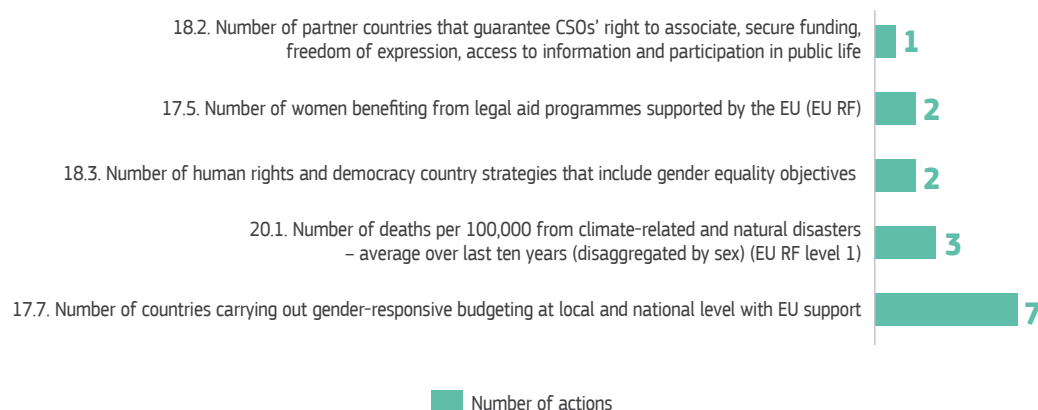 18.2. Number of partner countries that guarantee CSOs’ right to associate, secure funding,
freedom of expression, access to information and participation in public life
1
17.5. Number of women benefiting from legal aid programmes supported by the EU (EU RF)
2
18.3. Number of human rights and democracy country strategies that include gender equality objectives
2
20.1. Number of deaths per 100,000 from climate-related and natural disasters
– average over last ten years (disaggregated by sex) (EU RF level 1)
3
17.7. Number of countries carrying out gender-responsive budgeting at local and national level with EU support
7
Number of actions